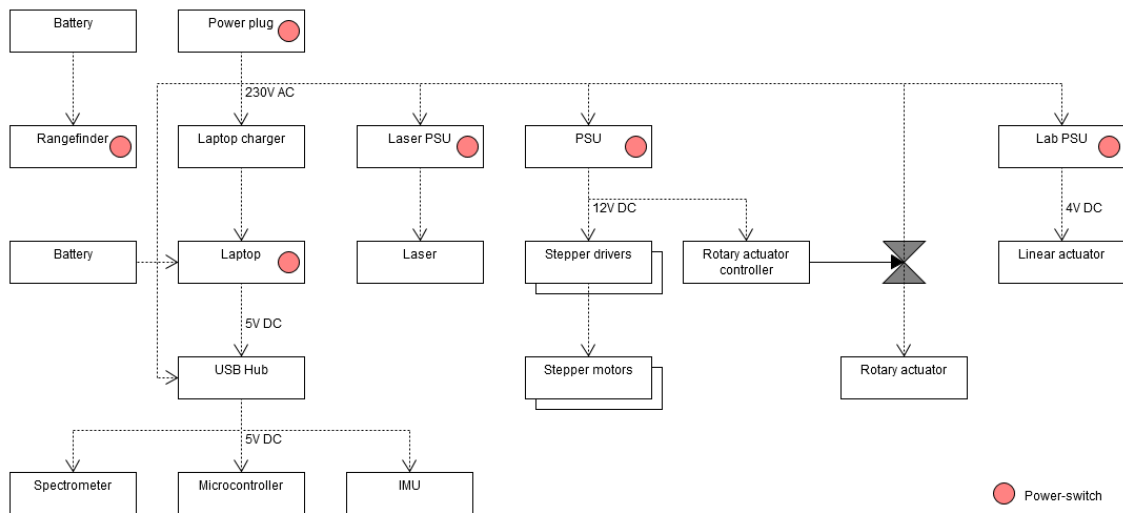 Battery
Power plug
230V AC
Rangefinder
Laptop charger
Laser PSU
PSU
Lab PSU
12V DC
4V DC
Battery
Laptop
Laser
Stepper drivers
Rotary actuator
controller
Linear actuator
5V DC
USB Hub
Stepper motors
Rotary actuator
5V DC
Spectrometer
Microcontroller
IMU
Power-switch